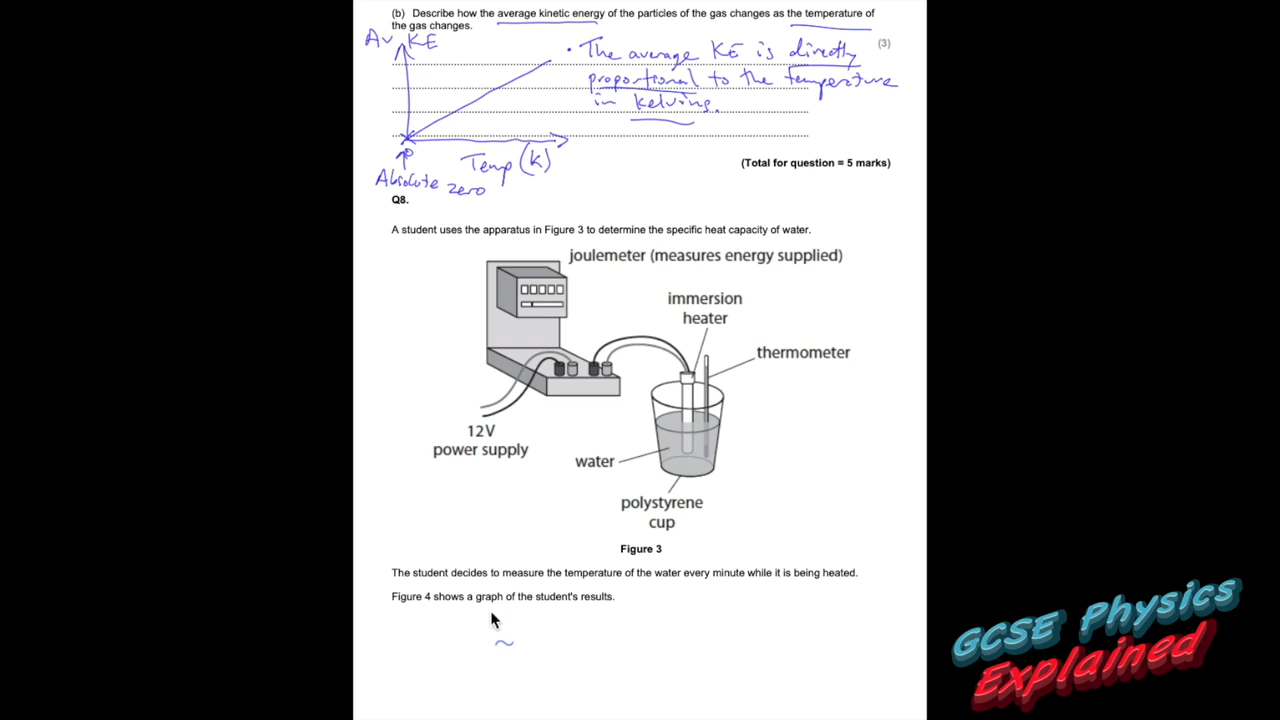 (b) Describe how the average kinetic energy of the particles of the gas changes as the temperature of
the gas changes.
(3)
Av KE
• The average KE is directly
proportional to the temperature
in kelvins.
Temp (K)
Absolute zero
(Total for question = 5 marks)
Q8.
A student uses the apparatus in Figure 3 to determine the specific heat capacity of water.
joulemeter (measures energy supplied)
immersion
heater
thermometer
12V
power supply
water
polystyrene
cup
Figure 3
The student decides to measure the temperature of the water every minute while it is being heated.
Figure 4 shows a graph of the student's results.
GCSE Physics
Explained